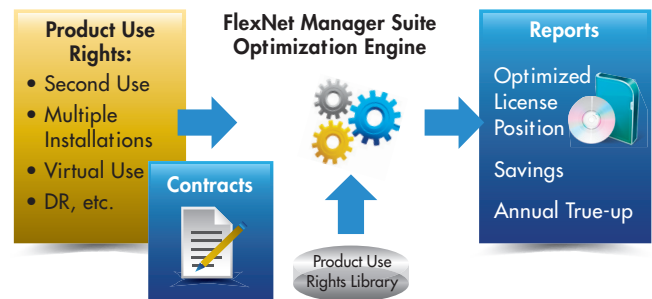 Product Use
Rights:
• Second Use
• Multiple
Installations
• Virtual Use
• DR, etc.
Contracts
FlexNet Manager Suite
Optimization Engine
Product Use
Rights Library
Reports
Optimized
License
Position
Savings
Annual True-up